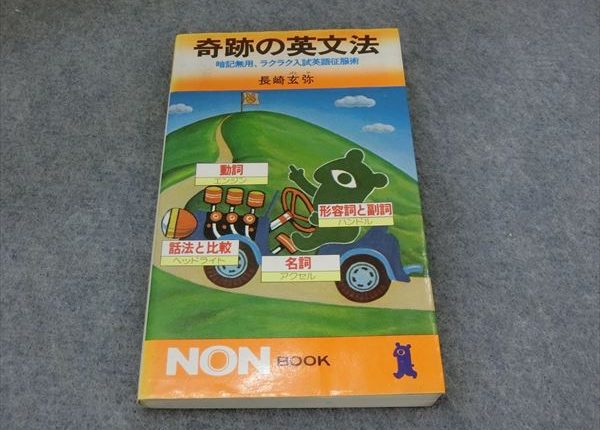 奇跡の英文法
暗記無用、ラクラク入試英語征服術
長崎玄弥
動詞
エンジン
形容詞と副詞
ハンドル
話法と比較
ヘッドライト
名詞
アクセル
NON BOOK